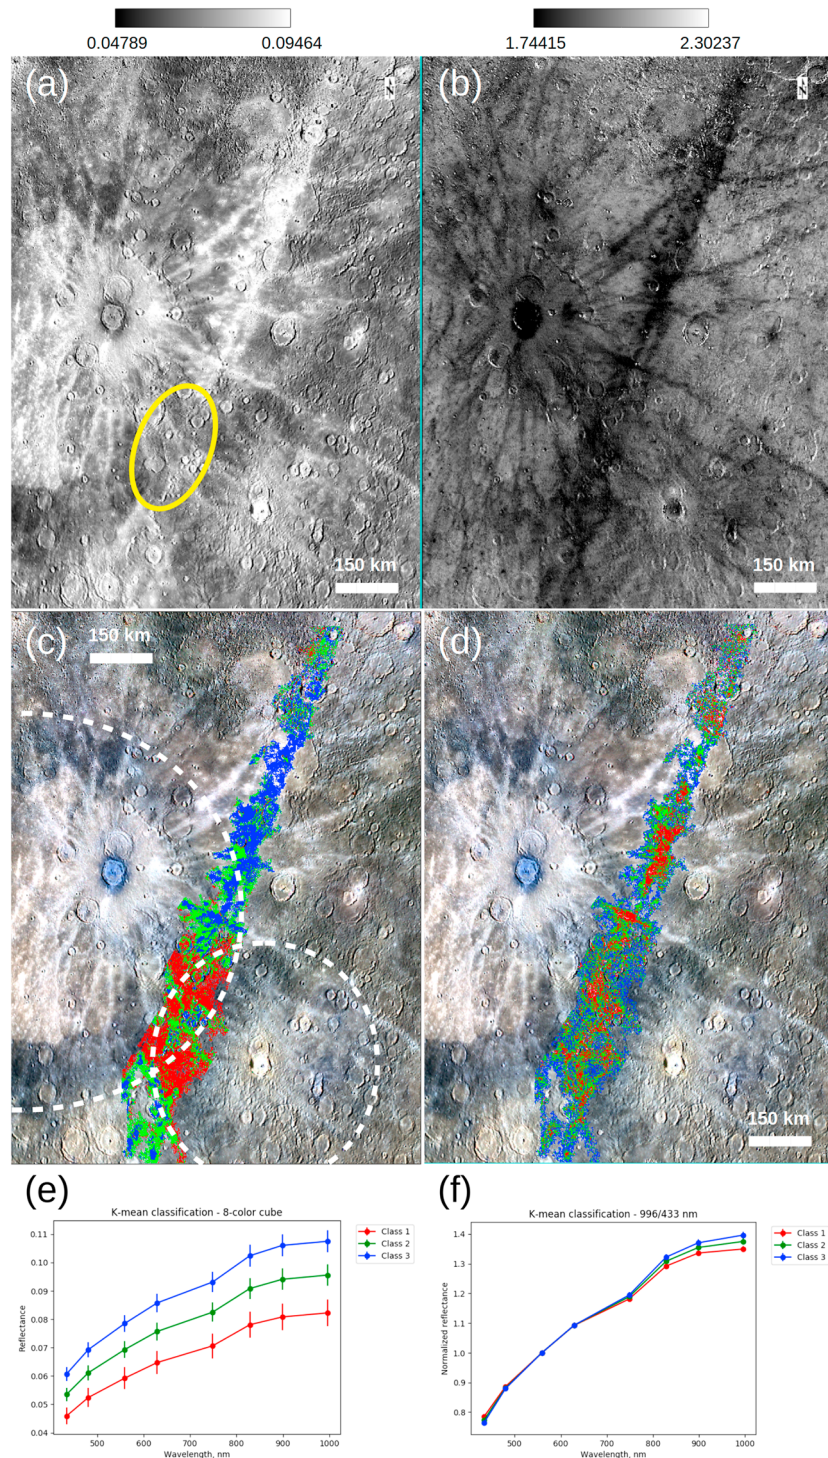 0.04789 0.09464 1.74415 2.30237
(a) (b)
N N
150 km 150 km
(c) 150 km (d)
150 km
(e) (f)
K-mean classification - 8-color cube
0.11
0.10
0.09
0.08
0.07
0.06
0.05
0.04
Reflectance
500 600 700 800 900 1000
Wavelength, nm
Class 1
Class 2
Class 3
K-mean classification - 996/433 nm
1.4
1.3
1.2
1.1
1.0
0.9
0.8
Normalized reflectance
500 600 700 800 900 1000
Wavelength, nm
Class 1
Class 2
Class 3